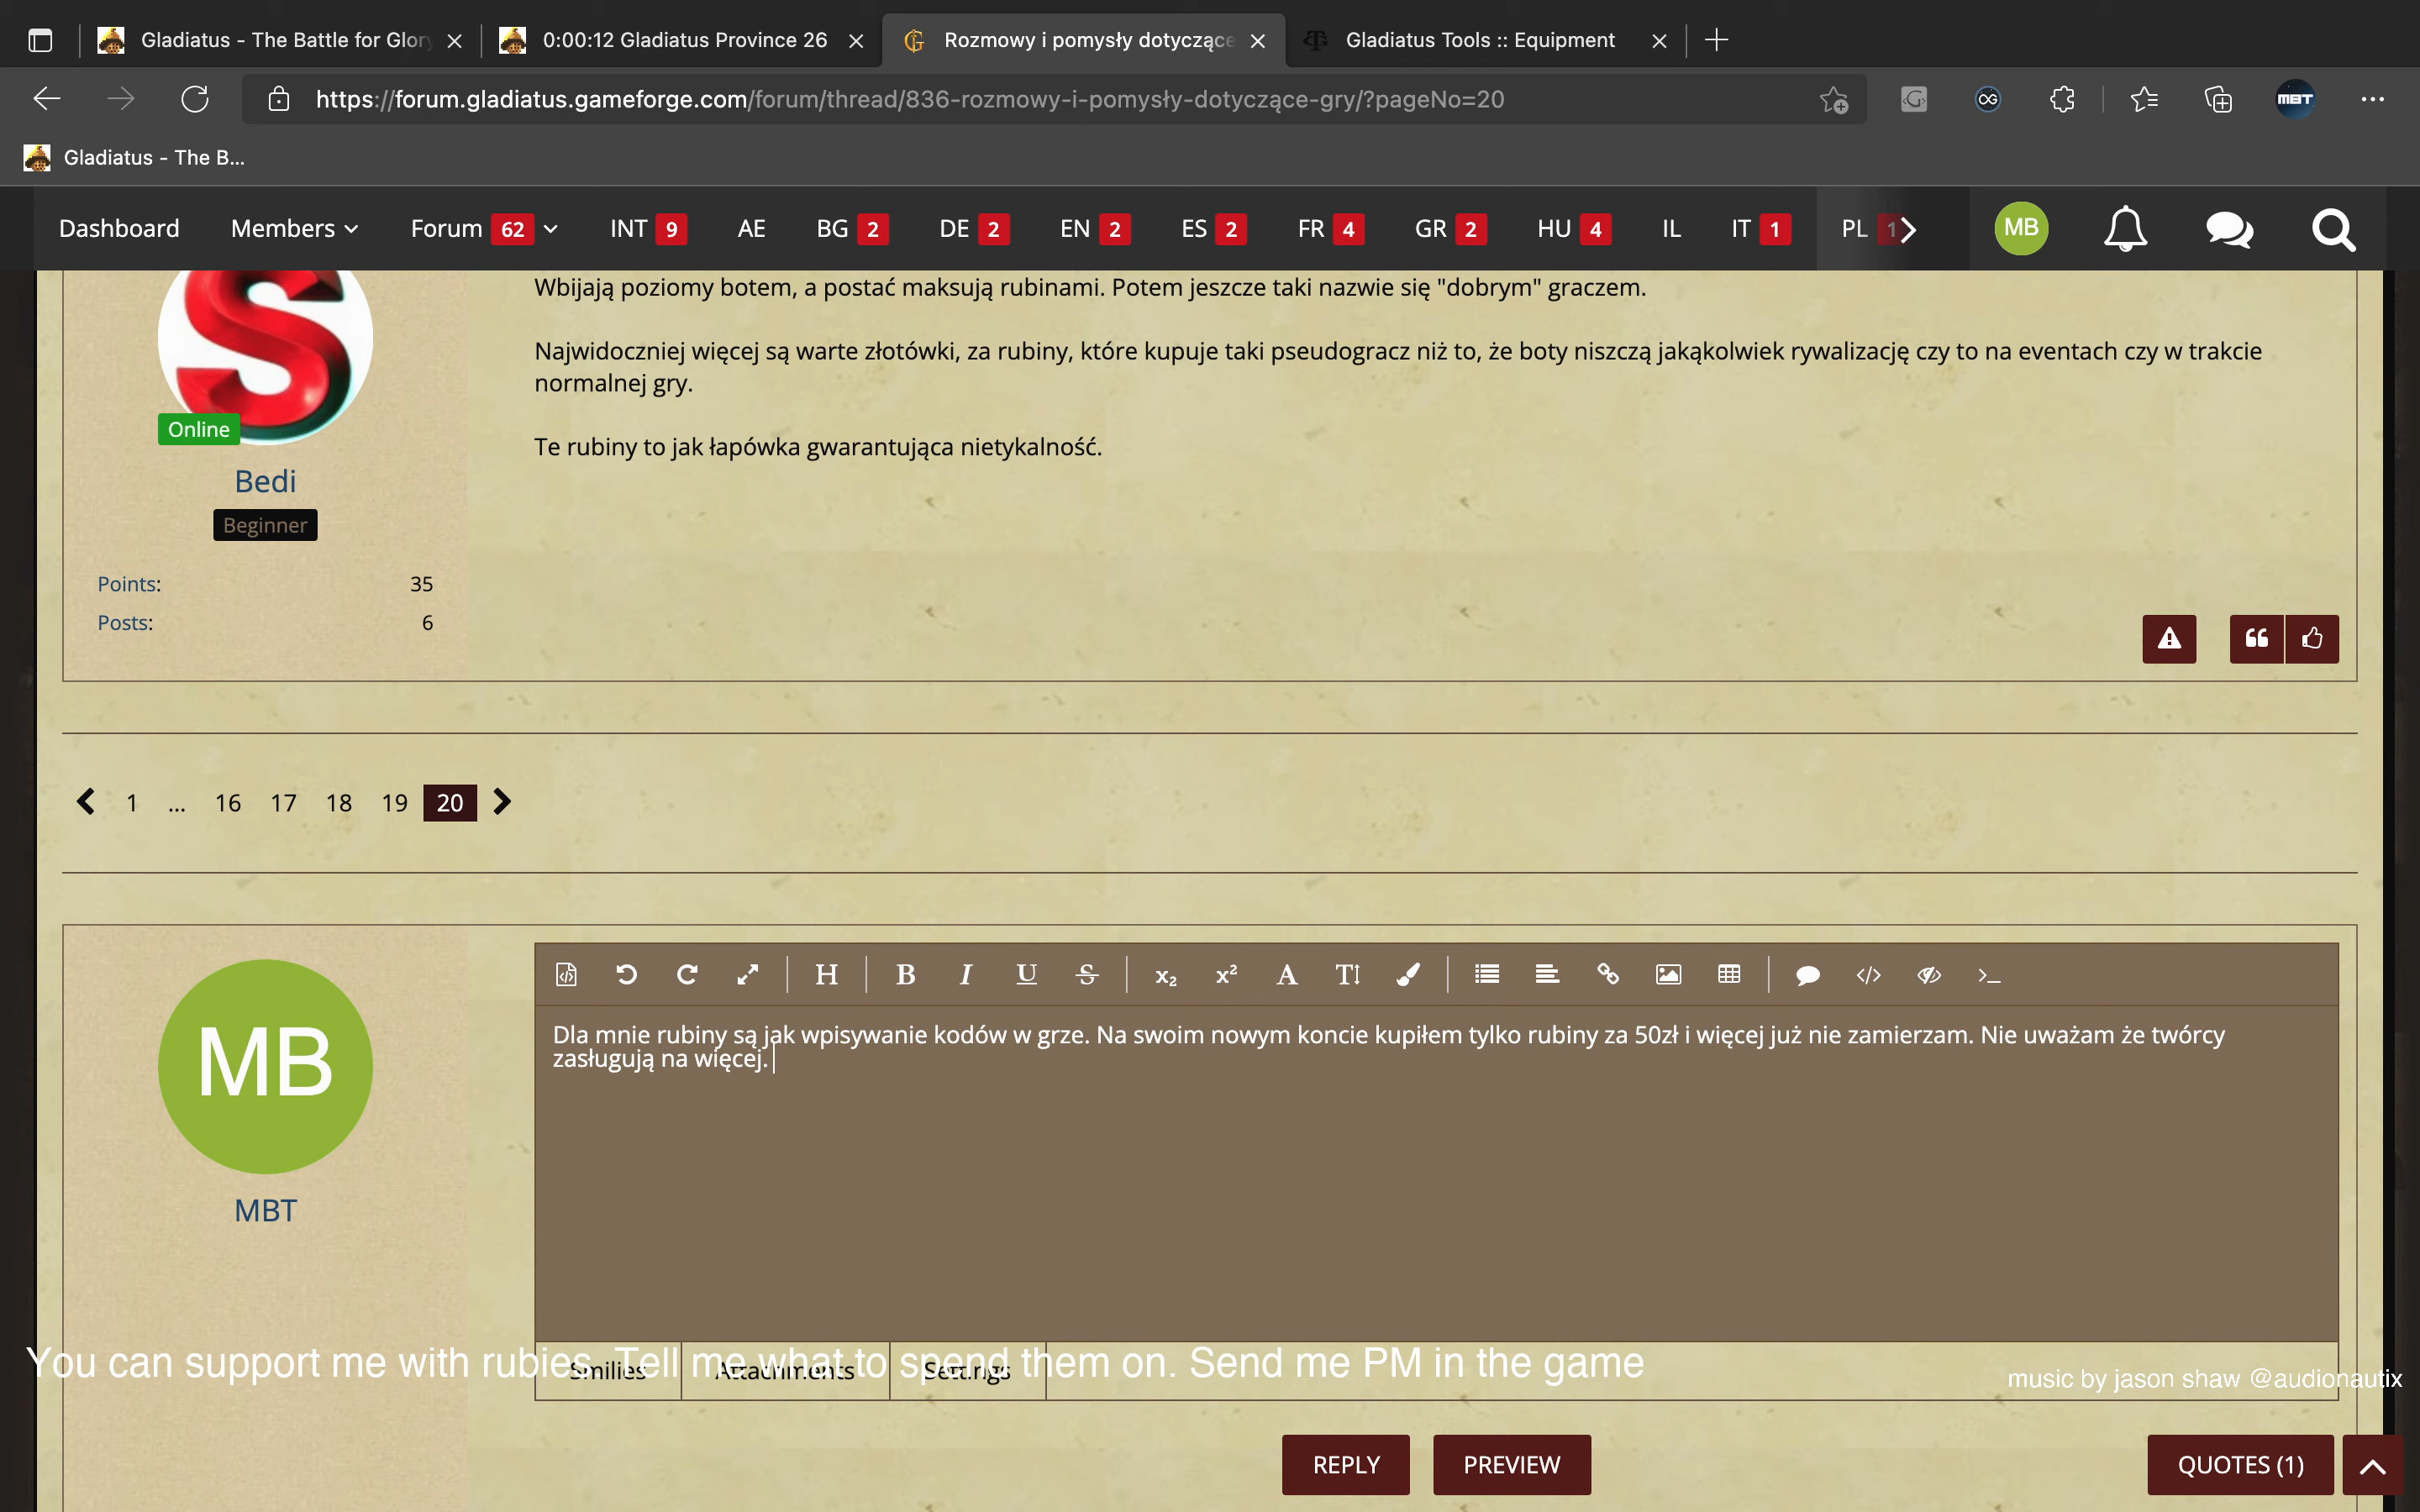 Gladiatus - The Battle for Glory
0:00:12 Gladiatus Province 26
Rozmowy i pomysły dotyczące
Gladiatus Tools :: Equipment
https://forum.gladiatus.gameforge.com/forum/thread/836-rozmowy-i-pomysły-dotyczące-gry/?pageNo=20
MBT
Gladiatus - The B...
Dashboard Members Forum 62 INT 9 AE BG 2 DE 2 EN 2 ES 2 FR 4 GR 2 HU 4 IL IT 1 PL 1 MB
Wbijają poziomy botem, a postać maksują rubinami. Potem jeszcze taki nazwie się "dobrym" graczem.
Najwidoczniej więcej są warte złotówki, za rubiny, które kupuje taki pseudogracz niż to, że boty niszczą jakąkolwiek rywalizację czy to na eventach czy w trakcie
normalnej gry.
Te rubiny to jak łapówka gwarantująca nietykalność.
S
Online
Bedi
Beginner
Points: 35
Posts: 6
1 ... 16 17 18 19 20
MB
MBT
H B I U S x₂ x² A T
Dla mnie rubiny są jak wpisywanie kodów w grze. Na swoim nowym koncie kupiłem tylko rubiny za 50zł i więcej już nie zamierzam. Nie uważam że twórcy
zasługują na więcej.
Smilies Attachments Settings
You can support me with rubies. Tell me what to spend them on. Send me PM in the game
music by jason shaw @audionautix
REPLY PREVIEW QUOTES (1)